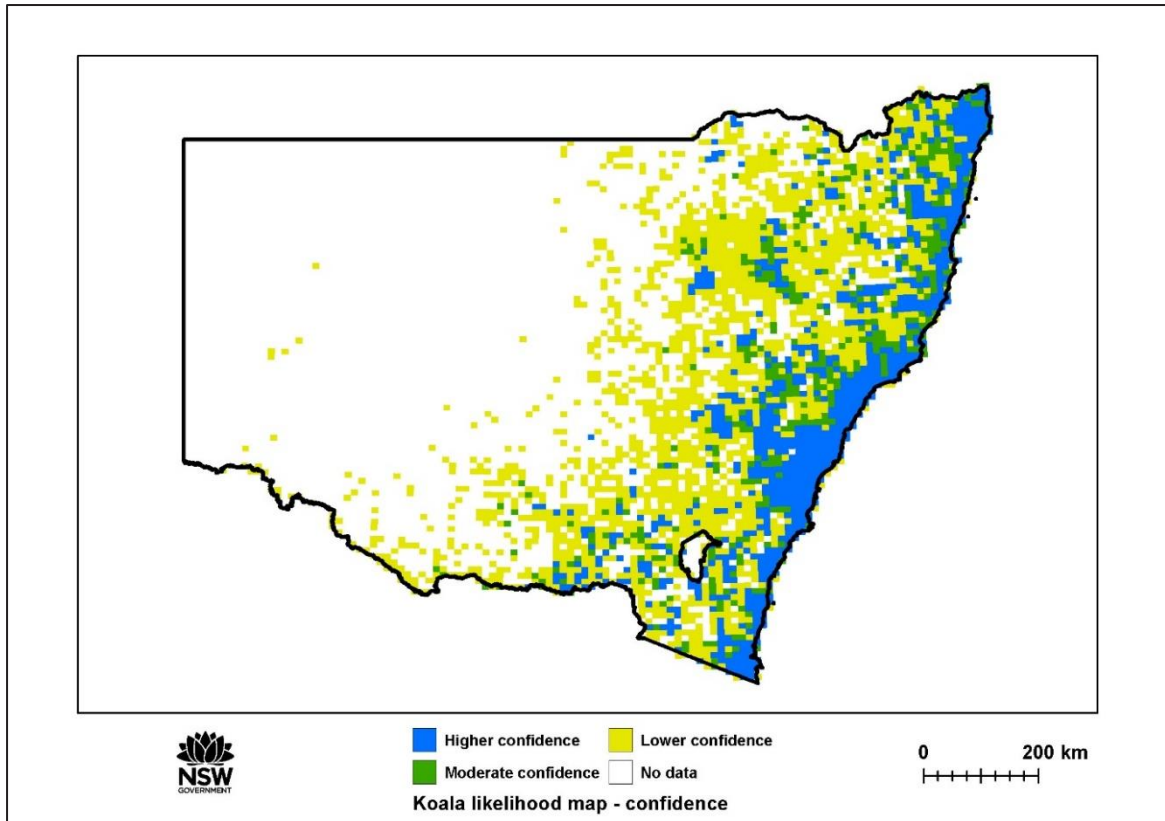 NSW
GOVERNMENT
Higher confidence
Lower confidence
Moderate confidence
No data
Koala likelihood map - confidence
0 200 km